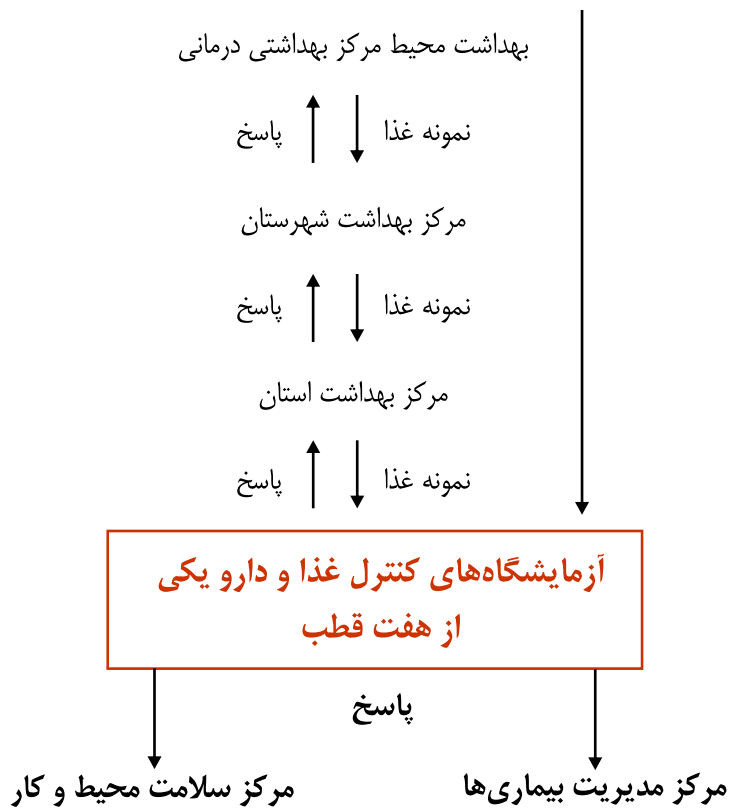 بهداشت محیط مرکز بهداشتی درمانی
نمونه غذا
پاسخ
مرکز بهداشت شهرستان
نمونه غذا
پاسخ
مرکز بهداشت استان
نمونه غذا
پاسخ
آزمایشگاه‌های کنترل غذا و دارو یکی
از هفت قطب
پاسخ
مرکز مدیریت بیماری‌ها
مرکز سلامت محیط و کار